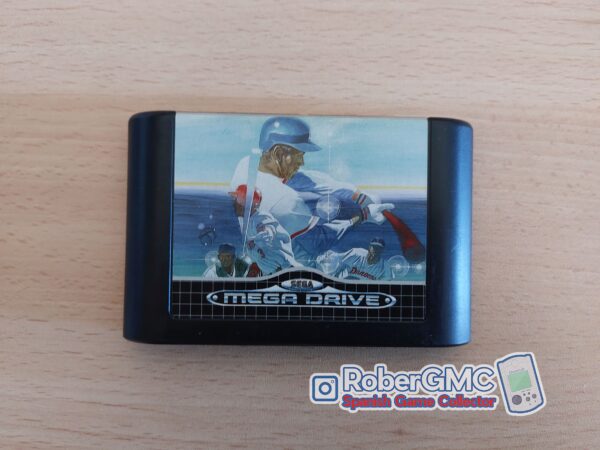 SEGA
MEGA DRIVE
RoberGMC
Spanish Game Collector